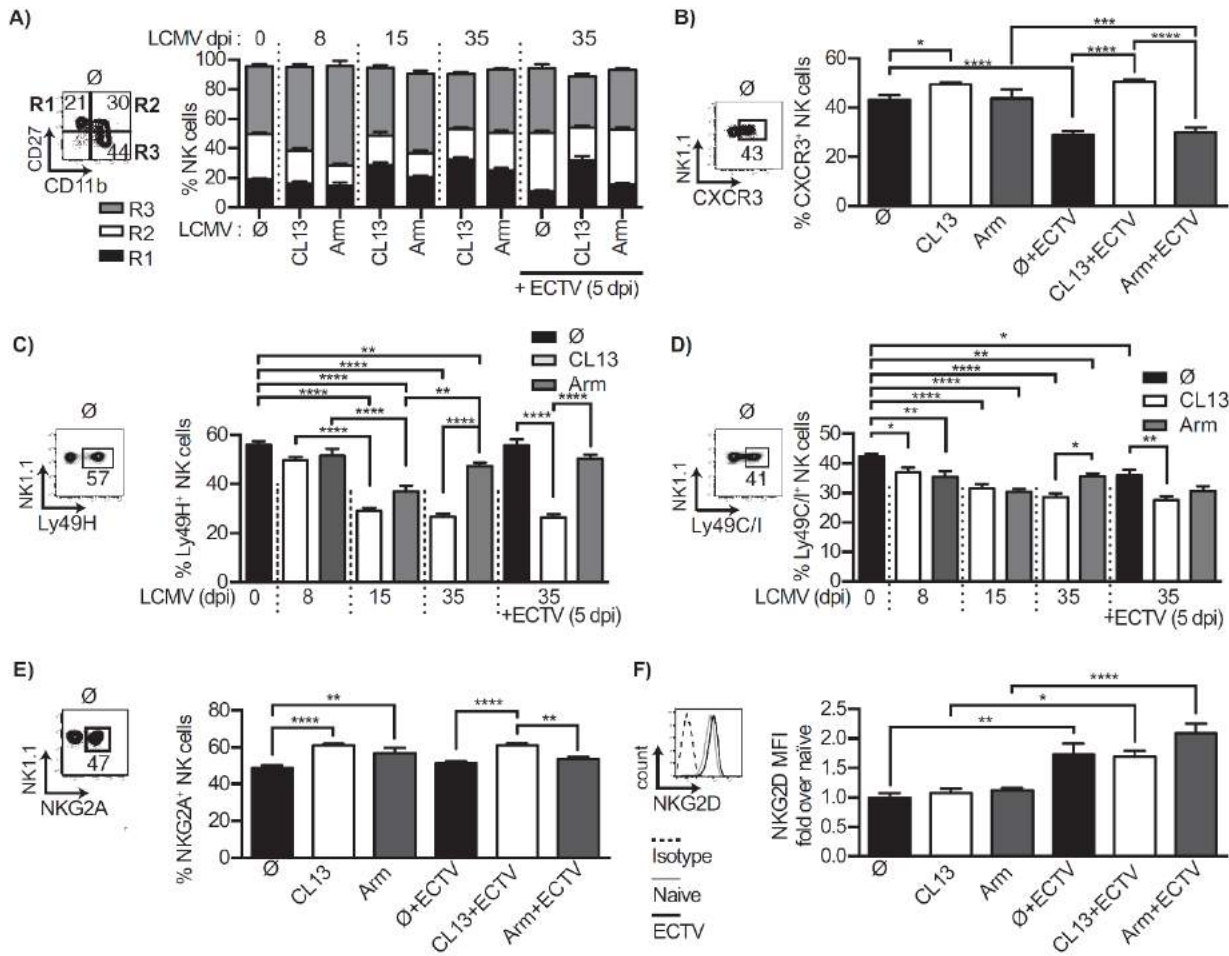 A)
LCMV dpi : 0 8 15 35 35
Ø
R1 21 30 R2
44 R3
CD27
CD11b
R3
R2
R1
% NK cells
100
80
60
40
20
0
LCMV : Ø CL13 Arm CL13 Arm CL13 Arm Ø CL13 Arm
+ ECTV (5 dpi)
B)
Ø
43
NK1.1
CXCR3
% CXCR3+ NK cells
60
40
20
0
* **** *** **** ****
Ø CL13 Arm Ø+ECTV CL13+ECTV Arm+ECTV
C)
Ø
57
NK1.1
Ly49H
Ø
CL13
Arm
% Ly49H+ NK cells
60
40
20
0
**
****
****
**** **
**** **** **** **** ****
LCMV (dpi) 0 8 15 35 35
+ECTV (5 dpi)
D)
Ø
41
NK1.1
Ly49C/I
Ø
CL13
Arm
% Ly49C/I+ NK cells
50
40
30
20
10
0
*
**
****
****
****
**
* * **
LCMV (dpi) 0 8 15 35 35
+ECTV (5 dpi)
E)
Ø
47
NK1.1
NKG2A
% NKG2A+ NK cells
80
60
40
20
0
** ****
**** **
Ø CL13 Arm Ø+ECTV CL13+ECTV Arm+ECTV
F)
count
NKG2D
Isotype
Naive
ECTV
NKG2D MFI
fold over naïve
2.5
2.0
1.5
1.0
0.5
0.0
****
*
**
Ø CL13 Arm Ø+ECTV CL13+ECTV Arm+ECTV